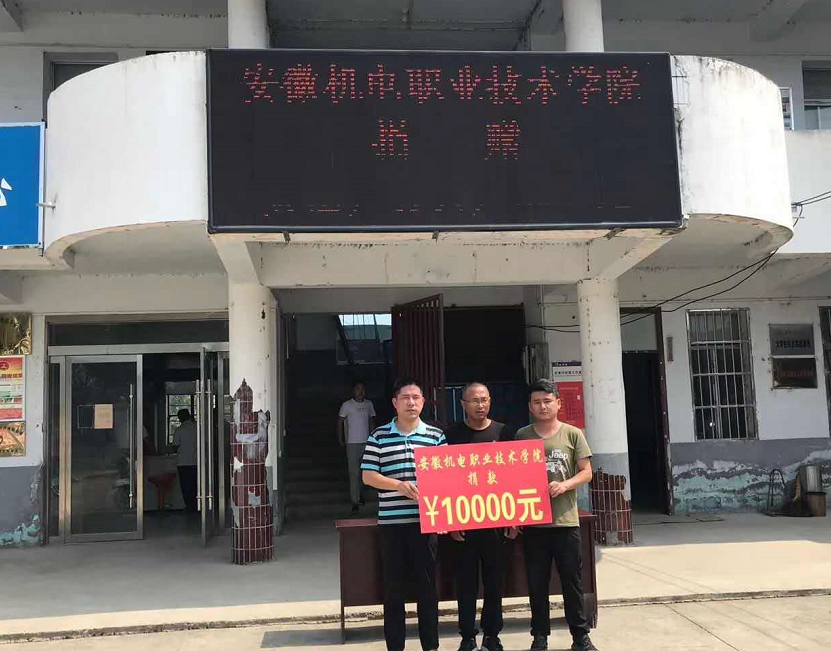 安徽机电职业技术学院
捐 赠
安徽机电职业技术学院
捐 款
¥10000元
Jeep